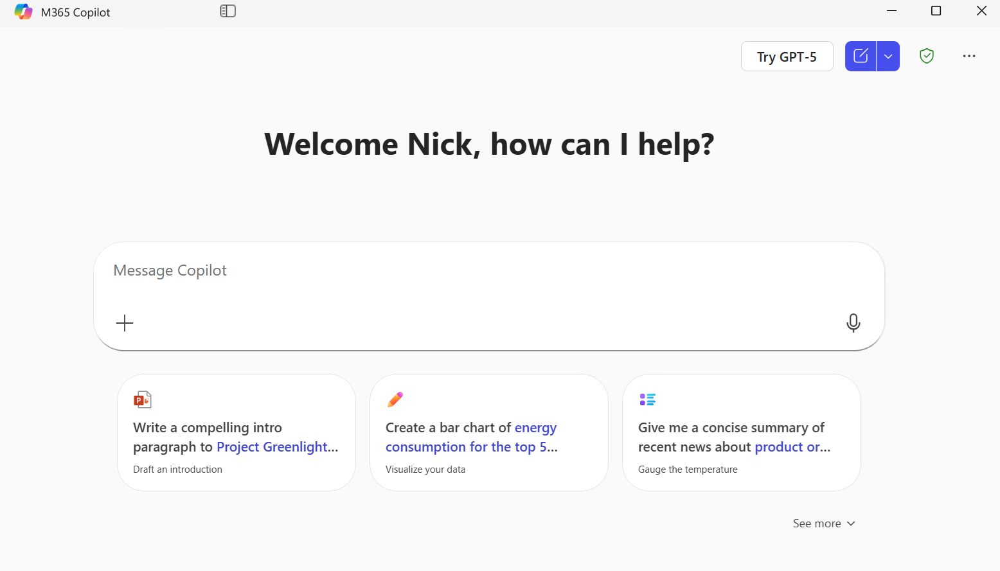 M365 Copilot
Try GPT-5
Welcome Nick, how can I help?
Message Copilot
P
Write a compelling intro
paragraph to Project Greenlight...
Draft an introduction
Create a bar chart of energy
consumption for the top 5...
Visualize your data
Give me a concise summary of
recent news about product or...
Gauge the temperature
See more